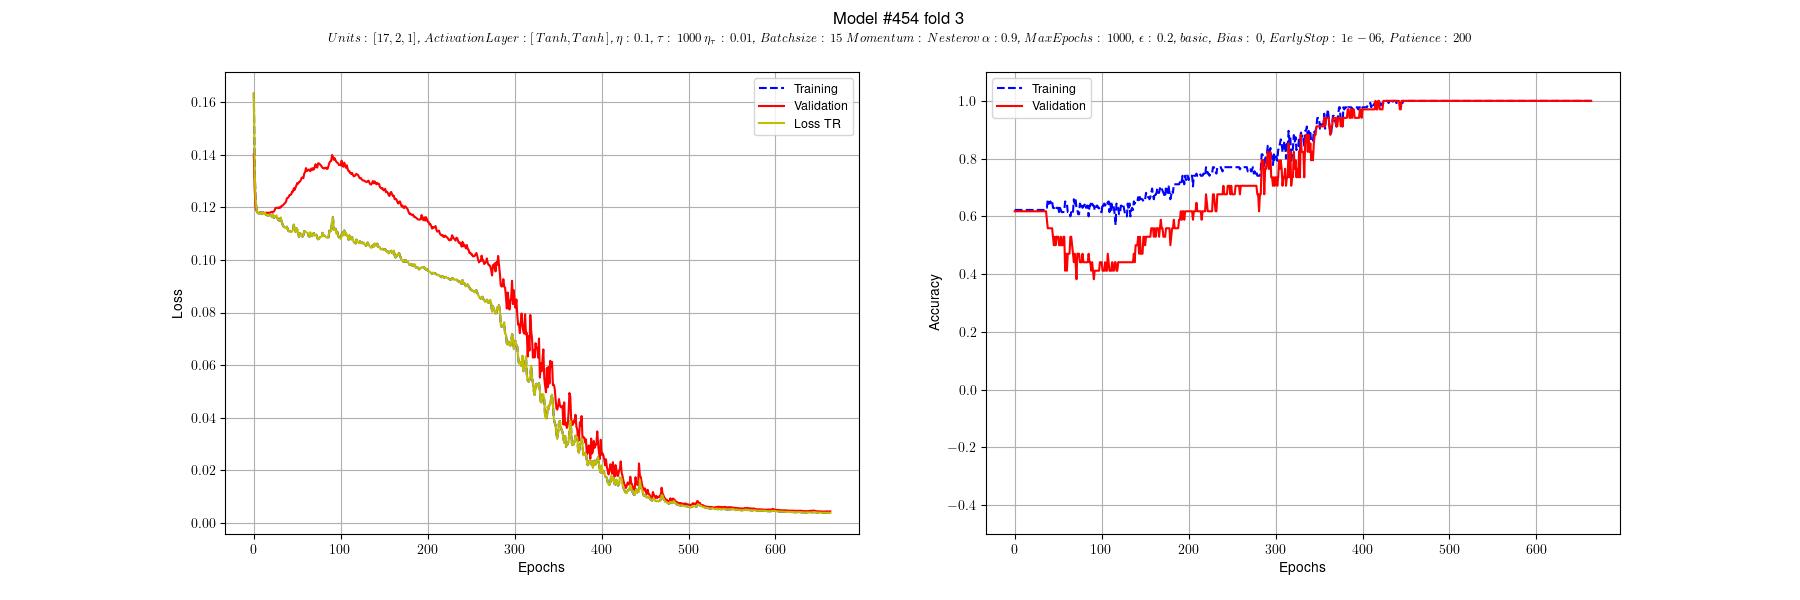 Model #454 fold 3
Units : [17, 2, 1], ActivationLayer : [Tanh, Tanh], η : 0.1, τ : 1000 η_τ : 0.01, Batchsize : 15 Momentum : Nesterov α : 0.9, MaxEpochs : 1000, ϵ : 0.2, basic, Bias : 0, EarlyStop : 1e − 06, Patience : 200
Training
Validation
Loss TR
0.16
0.14
0.12
0.10
0.08
0.06
0.04
0.02
0.00
Loss
0 100 200 300 400 500 600
Epochs
Training
Validation
1.0
0.8
0.6
0.4
0.2
0.0
−0.2
−0.4
Accuracy
0 100 200 300 400 500 600
Epochs